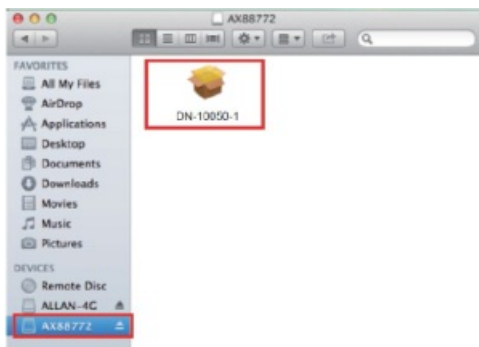 AX88772
FAVORITES
All My Files
AirDrop
Applications
Desktop
Documents
Downloads
Movies
Music
Pictures
DEVICES
Remote Disc
ALLAN-4G
AX88772
DN-10050-1